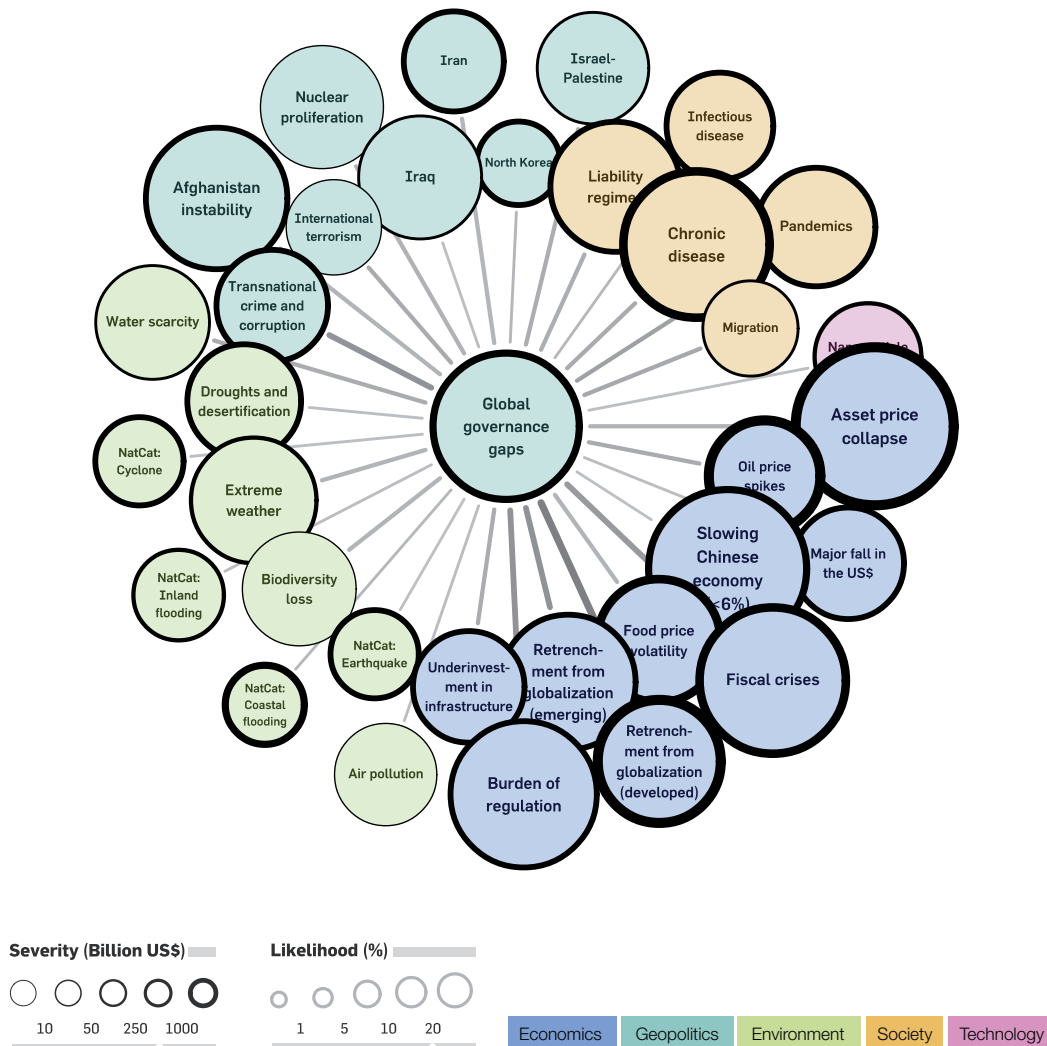 Iran
Israel-
Palestine
Nuclear
proliferation
Infectious
disease
North Korea
Iraq
Liability
regimes
Afghanistan
instability
International
terrorism
Chronic
disease
Pandemics
Transnational
crime and
corruption
Water scarcity
Migration
Droughts and
desertification
Global
governance
gaps
Asset price
collapse
NatCat:
Cyclone
Oil price
spikes
Extreme
weather
Slowing
Chinese
economy
(<6%)
Major fall in
the US$
NatCat:
Inland
flooding
Biodiversity
loss
NatCat:
Earthquake
Food price
volatility
Underinvest-
ment in
infrastructure
Retrench-
ment from
globalization
(emerging)
Fiscal crises
NatCat:
Coastal
flooding
Retrench-
ment from
globalization
(developed)
Air pollution
Burden of
regulation
Severity (Billion US$)
10 50 250 1000
Likelihood (%)
1 5 10 20
Economics
Geopolitics
Environment
Society
Technology